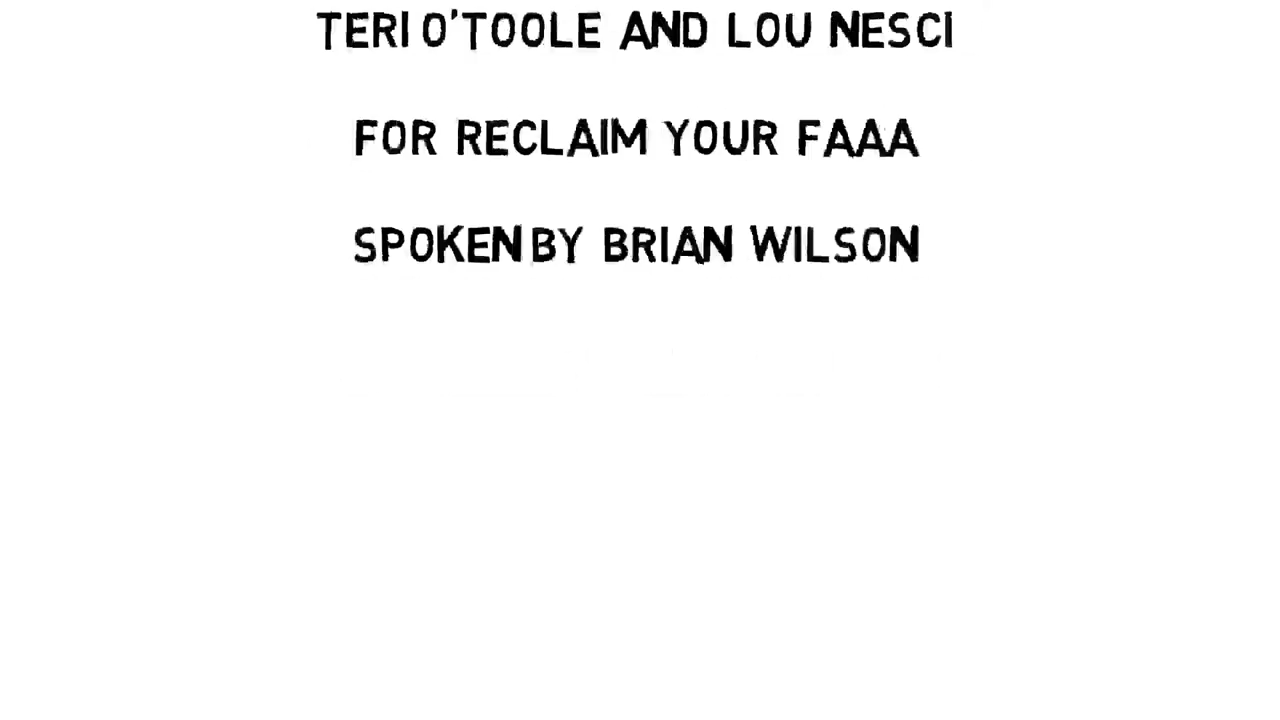 TERI O'TOOLE AND LOU NESCI
FOR RECLAIM YOUR FAAA
SPOKEN BY BRIAN WILSON